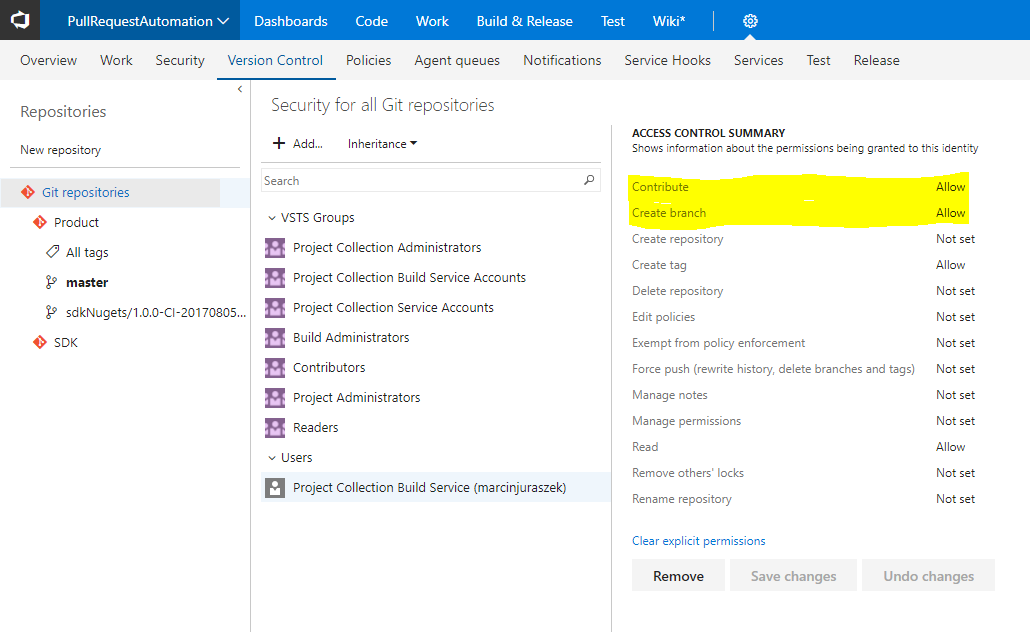 PullRequestAutomation Dashboards Code Work Build & Release Test Wiki*
Overview Work Security Version Control Policies Agent queues Notifications Service Hooks Services Test Release
Repositories
New repository
Git repositories
Product
All tags
master
sdkNugets/1.0.0-CI-20170805...
SDK
Security for all Git repositories
Add... Inheritance
Search
VSTS Groups
Project Collection Administrators
Project Collection Build Service Accounts
Project Collection Service Accounts
Build Administrators
Contributors
Project Administrators
Readers
Users
Project Collection Build Service (marcinjuraszek)
ACCESS CONTROL SUMMARY
Shows information about the permissions being granted to this identity
Contribute Allow
Create branch Allow
Create repository Not set
Create tag Allow
Delete repository Not set
Edit policies Not set
Exempt from policy enforcement Not set
Force push (rewrite history, delete branches and tags) Not set
Manage notes Not set
Manage permissions Not set
Read Allow
Remove others' locks Not set
Rename repository Not set
Clear explicit permissions
Remove Save changes Undo changes